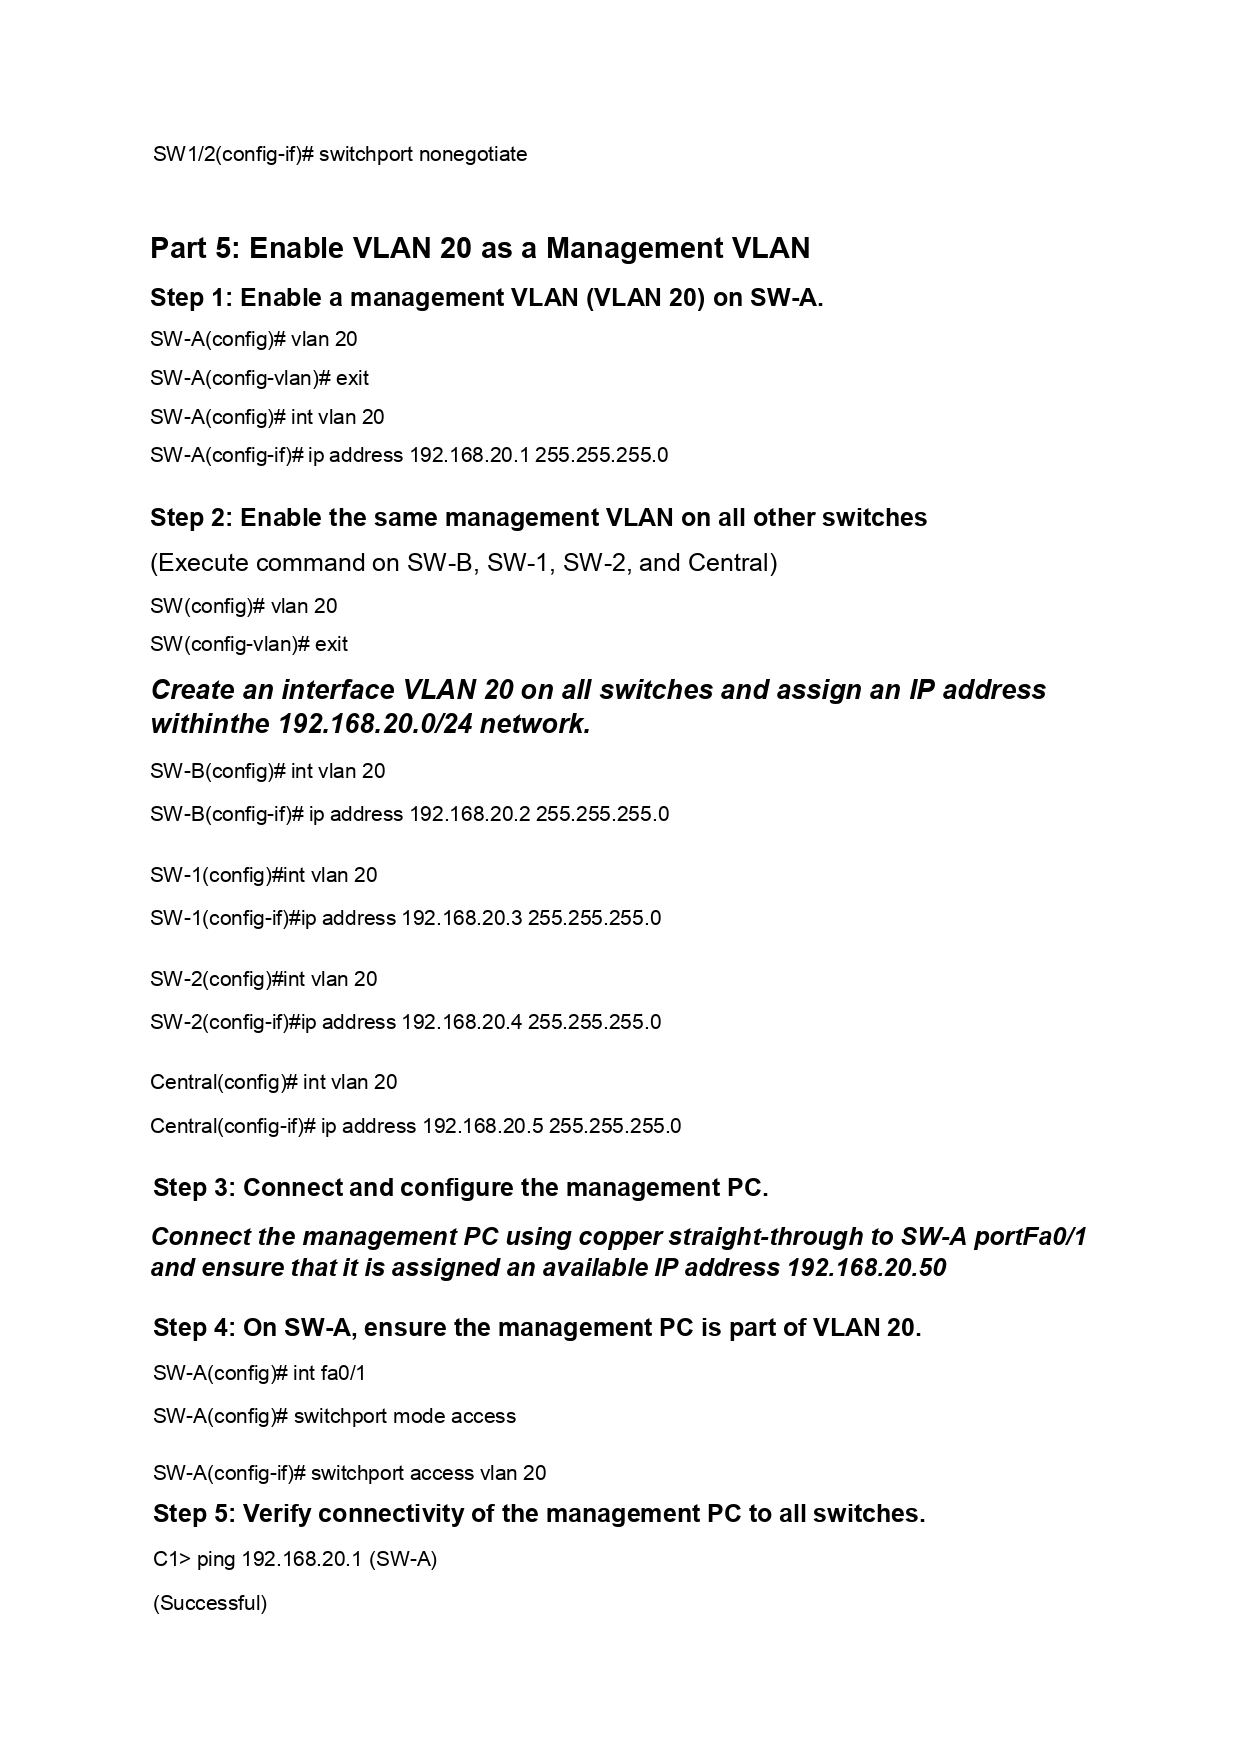 SW1/2(config-if)# switchport nonegotiate
Part 5: Enable VLAN 20 as a Management VLAN
Step 1: Enable a management VLAN (VLAN 20) on SW-A.
SW-A(config)# vlan 20
SW-A(config-vlan)# exit
SW-A(config)# int vlan 20
SW-A(config-if)# ip address 192.168.20.1 255.255.255.0
Step 2: Enable the same management VLAN on all other switches
(Execute command on SW-B, SW-1, SW-2, and Central)
SW(config)# vlan 20
SW(config-vlan)# exit
Create an interface VLAN 20 on all switches and assign an IP address
withinthe 192.168.20.0/24 network.
SW-B(config)# int vlan 20
SW-B(config-if)# ip address 192.168.20.2 255.255.255.0
SW-1(config)#int vlan 20
SW-1(config-if)#ip address 192.168.20.3 255.255.255.0
SW-2(config)#int vlan 20
SW-2(config-if)#ip address 192.168.20.4 255.255.255.0
Central(config)# int vlan 20
Central(config-if)# ip address 192.168.20.5 255.255.255.0
Step 3: Connect and configure the management PC.
Connect the management PC using copper straight-through to SW-A portFa0/1
and ensure that it is assigned an available IP address 192.168.20.50
Step 4: On SW-A, ensure the management PC is part of VLAN 20.
SW-A(config)# int fa0/1
SW-A(config)# switchport mode access
SW-A(config-if)# switchport access vlan 20
Step 5: Verify connectivity of the management PC to all switches.
C1> ping 192.168.20.1 (SW-A)
(Successful)